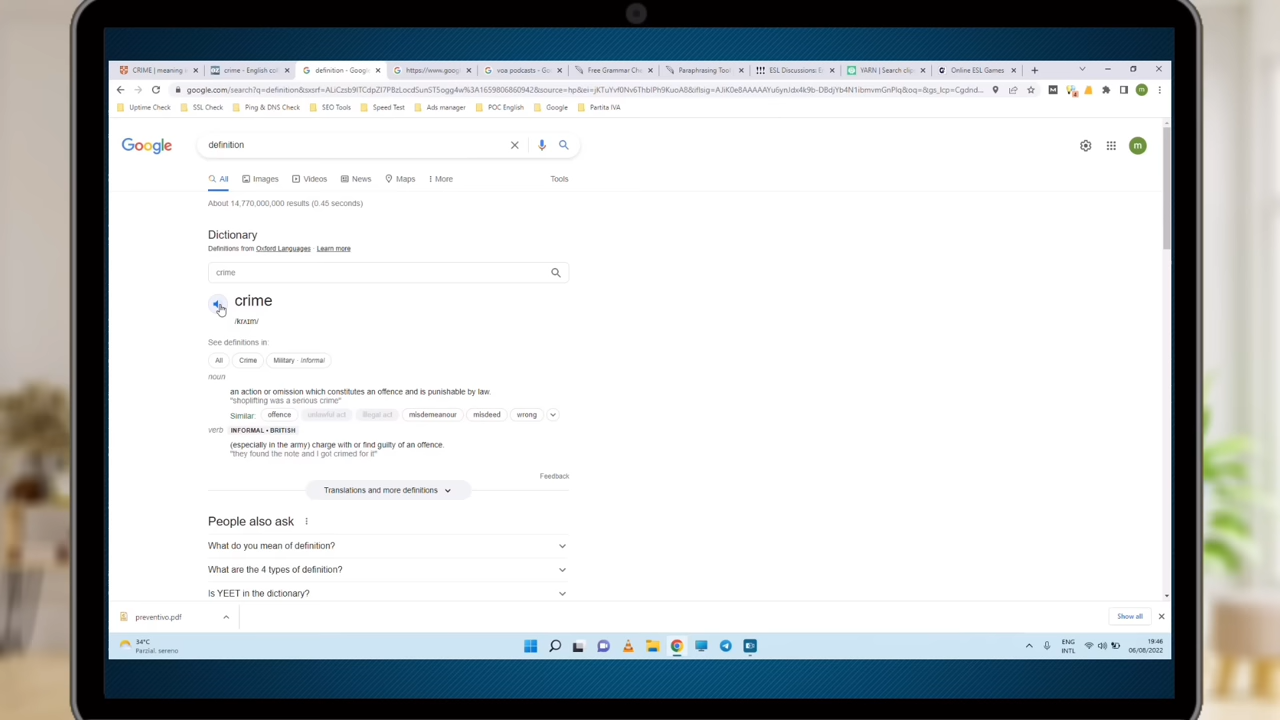 CRIME | meaning
crime - English co
definition - Google
https://www.goog
voa podcasts - Go
Free Grammar Ch
Paraphrasing Tool
ESL Discussions: E
YARN | Search clip
Online ESL Games
Uptime Check
SSL Check
Ping & DNS Check
SEO Tools
Speed Test
Ads manager
POC English
Google
Partita IVA
Google
definition
m
All
Images
Videos
News
Maps
More
Tools
About 14,770,000,000 results (0.45 seconds)
Dictionary
Definitions from Oxford Languages · Learn more
crime
crime
/krʌɪm/
See definitions in:
All
Crime
Military · informal
noun
an action or omission which constitutes an offence and is punishable by law.
"shoplifting was a serious crime"
Similar:
offence
unlawful act
illegal act
misdemeanour
misdeed
wrong
verb
INFORMAL • BRITISH
(especially in the army) charge with or find guilty of an offence.
"they found the note and I got crimed for it"
Feedback
Translations and more definitions
People also ask
What do you mean of definition?
What are the 4 types of definition?
Is YEET in the dictionary?
preventivo.pdf
Show all
34°C
Parzial. sereno
ENG
INTL
19:46
06/08/2022